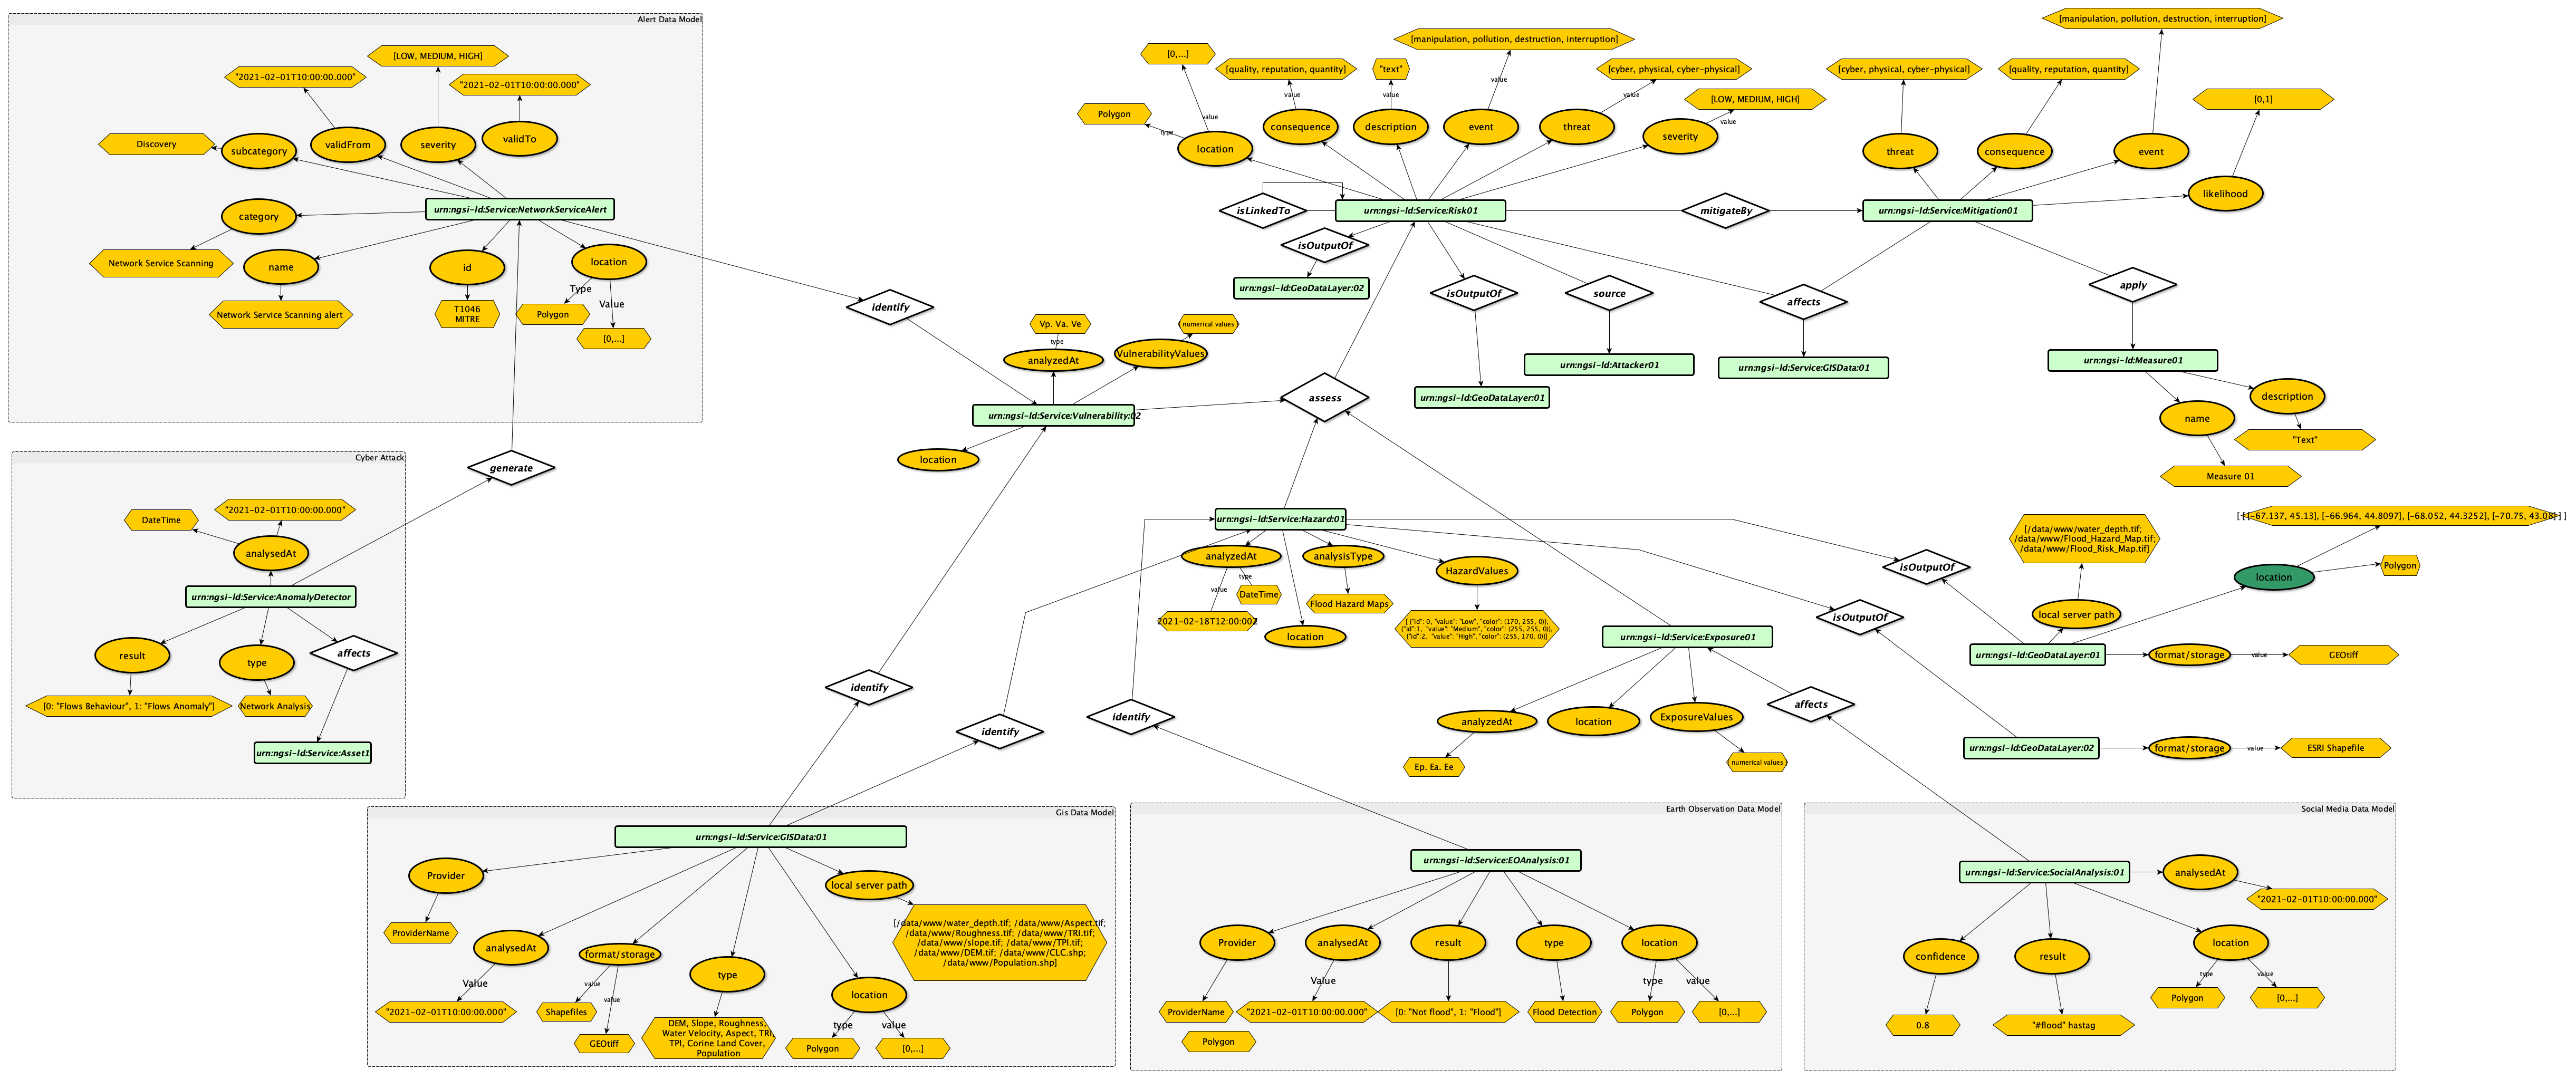 Alert Data Model
[LOW, MEDIUM, HIGH]
"2021-02-01T10:00:00.000"
"2021-02-01T10:00:00.000"
Discovery
subcategory
validFrom
severity
validTo
urn:ngsi-ld:Service:NetworkServiceAlert
category
Network Service Scanning
name
Network Service Scanning alert
id
T1046
MITRE
location
Type
Polygon
Value
[0,...]
identify
Cyber Attack
generate
DateTime
"2021-02-01T10:00:00.000"
analysedAt
urn:ngsi-ld:Service:AnomalyDetector
result
[0: "Flows Behaviour", 1: "Flows Anomaly"]
type
Network Analysis
affects
urn:ngsi-ld:Service:Asset1
[0,...]
value
Polygon
type
location
[quality, reputation, quantity]
value
consequence
"text"
value
description
[manipulation, pollution, destruction, interruption]
value
event
[cyber, physical, cyber-physical]
value
threat
[LOW, MEDIUM, HIGH]
value
severity
isLinkedTo
urn:ngsi-ld:Service:Risk01
mitigateBy
isOutputOf
urn:ngsi-ld:GeoDataLayer:02
isOutputOf
urn:ngsi-ld:GeoDataLayer:01
source
urn:ngsi-ld:Attacker01
affects
urn:ngsi-ld:Service:GISData:01
[manipulation, pollution, destruction, interruption]
[cyber, physical, cyber-physical]
[quality, reputation, quantity]
[0,1]
threat
consequence
event
likelihood
urn:ngsi-ld:Service:Mitigation01
apply
urn:ngsi-ld:Measure01
name
Measure 01
description
"Text"
Vp. Va. Ve
type
analyzedAt
numerical values
VulnerabilityValues
urn:ngsi-ld:Service:Vulnerability:02
location
assess
urn:ngsi-ld:Service:Hazard:01
analyzedAt
value
2021-02-18T12:00:00Z
type
DateTime
analysisType
Flood Hazard Maps
location
HazardValues
[ {"id": 0, "value": "Low", "color": (170, 255, 0)},
{"id":1, "value": "Medium", "color": (255, 255, 0)},
{"id":2, "value": "High", "color": (255, 170, 0)}]
urn:ngsi-ld:Service:Exposure01
analyzedAt
Ep. Ea. Ee
location
ExposureValues
numerical values
identify
identify
identify
affects
isOutputOf
isOutputOf
[/data/www/water_depth.tif;
/data/www/Flood_Hazard_Map.tif;
/data/www/Flood_Risk_Map.tif]
local server path
[ [ [-67.137, 45.13], [-66.964, 44.8097], [-68.052, 44.3252], [-70.75, 43.08] ] ]
Polygon
location
urn:ngsi-ld:GeoDataLayer:01
format/storage
value
GEOtiff
urn:ngsi-ld:GeoDataLayer:02
format/storage
value
ESRI Shapefile
Gis Data Model
urn:ngsi-ld:Service:GISData:01
Provider
ProviderName
analysedAt
Value
"2021-02-01T10:00:00.000"
format/storage
value
Shapefiles
value
GEOtiff
type
DEM, Slope, Roughness,
Water Velocity, Aspect, TRI,
TPI, Corine Land Cover,
Population
local server path
[/data/www/water_depth.tif; /data/www/Aspect.tif;
/data/www/Roughness.tif; /data/www/TRI.tif;
/data/www/slope.tif; /data/www/TPI.tif;
/data/www/DEM.tif; /data/www/CLC.shp;
/data/www/Population.shp]
location
type
Polygon
value
[0,...]
Earth Observation Data Model
urn:ngsi-ld:Service:EOAnalysis:01
Provider
ProviderName
Polygon
analysedAt
Value
"2021-02-01T10:00:00.000"
result
[0: "Not flood", 1: "Flood"]
type
Flood Detection
location
type
Polygon
value
[0,...]
Social Media Data Model
urn:ngsi-ld:Service:SocialAnalysis:01
analysedAt
"2021-02-01T10:00:00.000"
confidence
0.8
result
"#flood" hastag
location
type
Polygon
value
[0,...]